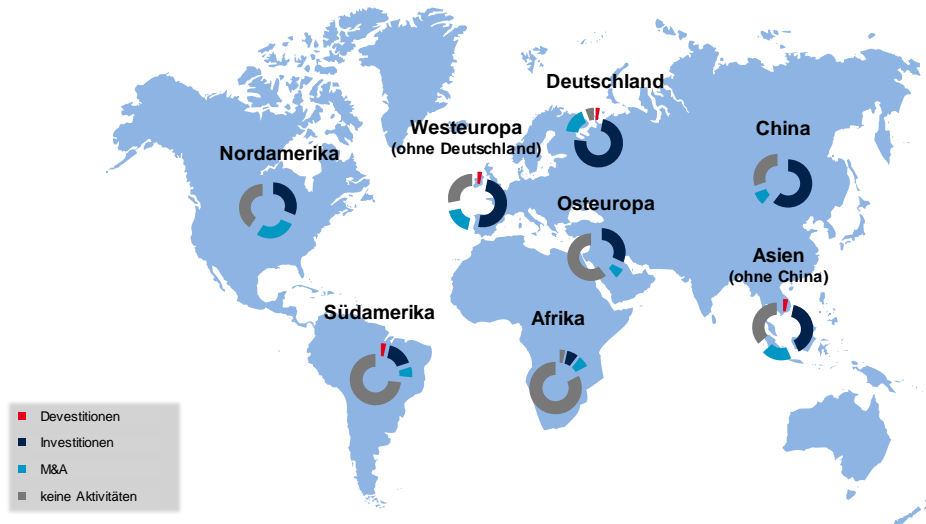 Deutschland
Westeuropa
(ohne Deutschland)
China
Nordamerika
Osteuropa
Asien
(ohne China)
Südamerika
Afrika
Devestitionen
Investitionen
M&A
keine Aktivitäten